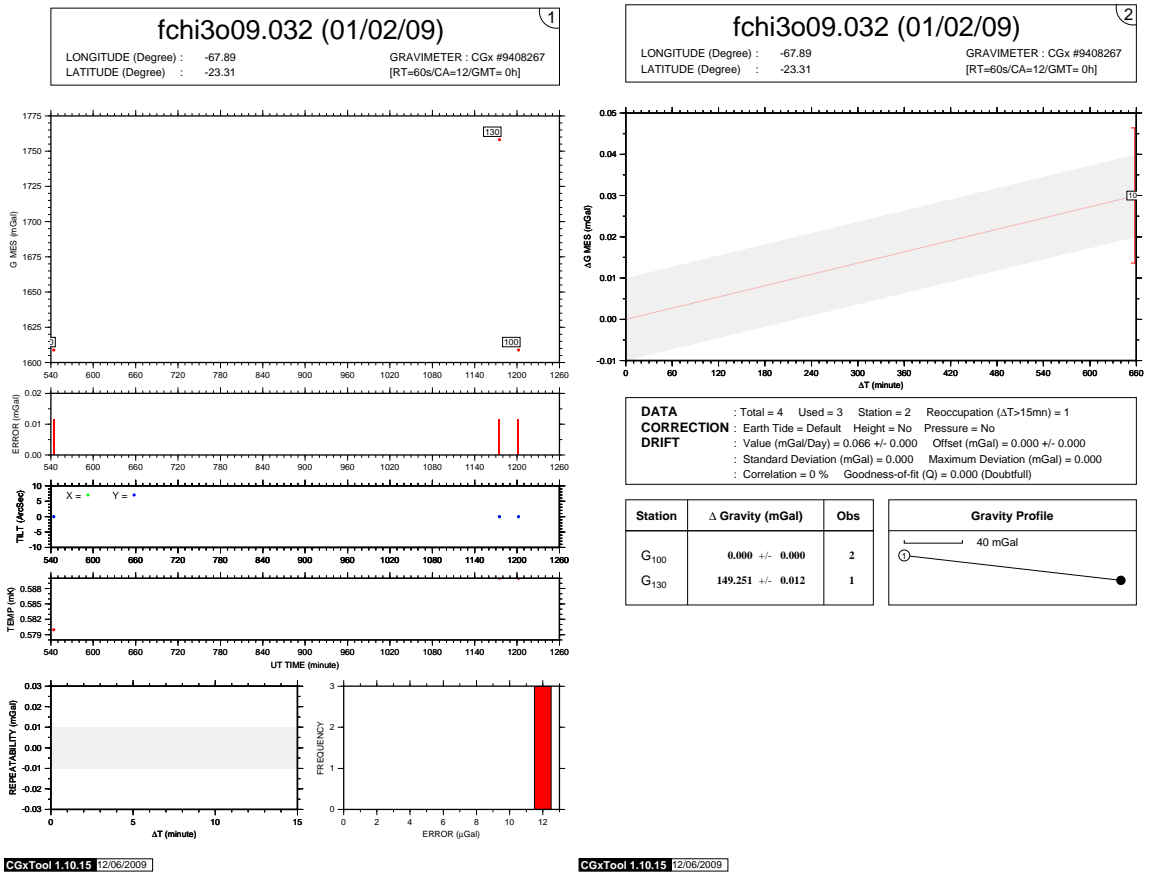 1
fchi3o09.032 (01/02/09)
LONGITUDE (Degree) : -67.89 GRAVIMETER : CGx #9408267
LATITUDE (Degree) : -23.31 [RT=60s/CA=12/GMT= 0h]
G MES (mGal)
1775
1750
1725
1700
1675
1650
1625
1600
130
100
540 600 660 720 780 840 900 960 1020 1080 1140 1200 1260
ERROR (mGal)
0.02
0.01
0.00
540 600 660 720 780 840 900 960 1020 1080 1140 1200 1260
TILT (ArcSec)
10
5
0
-5
-10
X = Y =
540 600 660 720 780 840 900 960 1020 1080 1140 1200 1260
TEMP (mK)
0.588
0.585
0.582
0.579
540 600 660 720 780 840 900 960 1020 1080 1140 1200 1260
UT TIME (minute)
REPEATABILITY (mGal)
0.03
0.02
0.01
0.00
-0.01
-0.02
-0.03
0 5 10 15
ΔT (minute)
FREQUENCY
3
2
1
0
0 2 4 6 8 10 12
ERROR (μGal)
CGxTool 1.10.15 12/06/2009
2
fchi3o09.032 (01/02/09)
LONGITUDE (Degree) : -67.89 GRAVIMETER : CGx #9408267
LATITUDE (Degree) : -23.31 [RT=60s/CA=12/GMT= 0h]
ΔG MES (mGal)
0.05
0.04
0.03
0.02
0.01
0.00
-0.01
10
0 60 120 180 240 300 360 420 480 540 600 660
ΔT (minute)
DATA : Total = 4 Used = 3 Station = 2 Reoccupation (ΔT>15mn) = 1
CORRECTION : Earth Tide = Default Height = No Pressure = No
DRIFT : Value (mGal/Day) = 0.066 +/- 0.000 Offset (mGal) = 0.000 +/- 0.000
: Standard Deviation (mGal) = 0.000 Maximum Deviation (mGal) = 0.000
: Correlation = 0 % Goodness-of-fit (Q) = 0.000 (Doubtfull)
Station Δ Gravity (mGal) Obs
G100 0.000 +/- 0.000 2
G130 149.251 +/- 0.012 1
Gravity Profile
40 mGal
1
CGxTool 1.10.15 12/06/2009